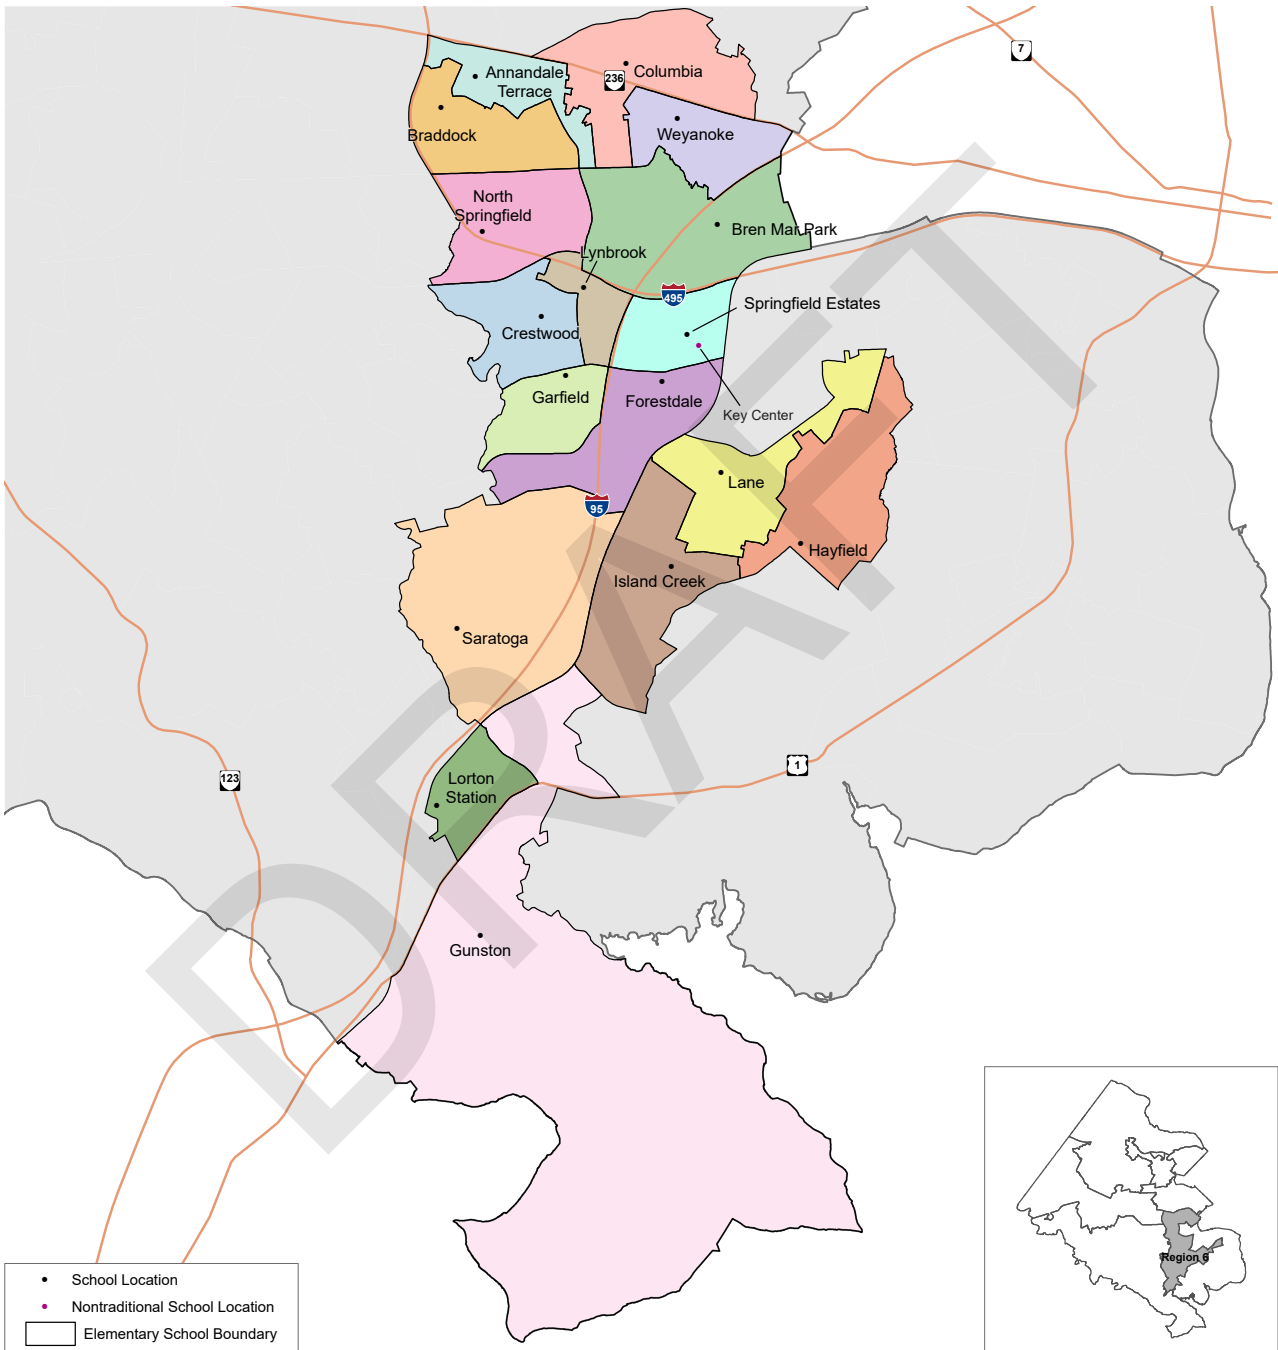 7
236
Columbia
Annandale
Terrace
Braddock
Weyanoke
North
Springfield
Bren Mar Park
Lynbrook
495
Springfield Estates
Crestwood
Garfield
Forestdale
Key Center
Lane
95
Hayfield
Island Creek
Saratoga
1
123
Lorton
Station
Gunston
DRAFT
Region 6
School Location
Nontraditional School Location
Elementary School Boundary